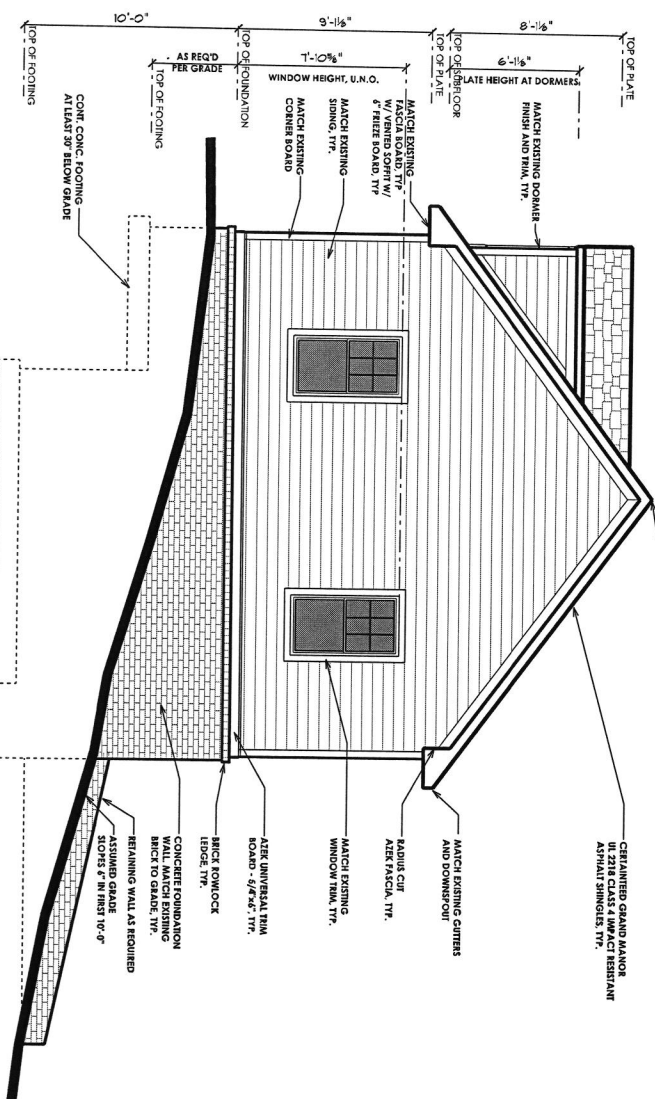 10'-0"
9'-1⅛"
8'-1⅛"
AS REQ'D
PER GRADE
7'-10⅝"
WINDOW HEIGHT, U.N.O.
6'-1⅛"
PLATE HEIGHT AT DORMERS
TOP OF FOOTING
TOP OF FOOTING
TOP OF FOUNDATION
TOP OF PLATE
TOP OF SUBFLOOR
TOP OF PLATE
CONT. CONC. FOOTING
AT LEAST 30" BELOW GRADE
MATCH EXISTING
CORNER BOARD
MATCH EXISTING
SIDING, TYP.
MATCH EXISTING
FASCIA BOARD, TYP
W/ VENTED SOFFIT W/
6" FRIEZE BOARD, TYP
MATCH EXISTING DORMER
FINISH AND TRIM, TYP.
CERTAINTEED GRAND MANOR
UL 2218 CLASS 4 IMPACT RESISTANT
ASPHALT SHINGLES, TYP.
MATCH EXISTING GUTTERS
AND DOWNSPOUT
RADIUS CUT
AZEK FASCIA, TYP.
MATCH EXISTING
WINDOW TRIM, TYP.
AZEK UNIVERSAL TRIM
BOARD - 5/4"x6", TYP.
BRICK ROWLOCK
LEDGE, TYP.
CONCRETE FOUNDATION
WALL. MATCH EXISTING
BRICK TO GRADE, TYP.
RETAINING WALL AS REQUIRED
ASSUMED GRADE
SLOPES 6" IN FIRST 10'-0"